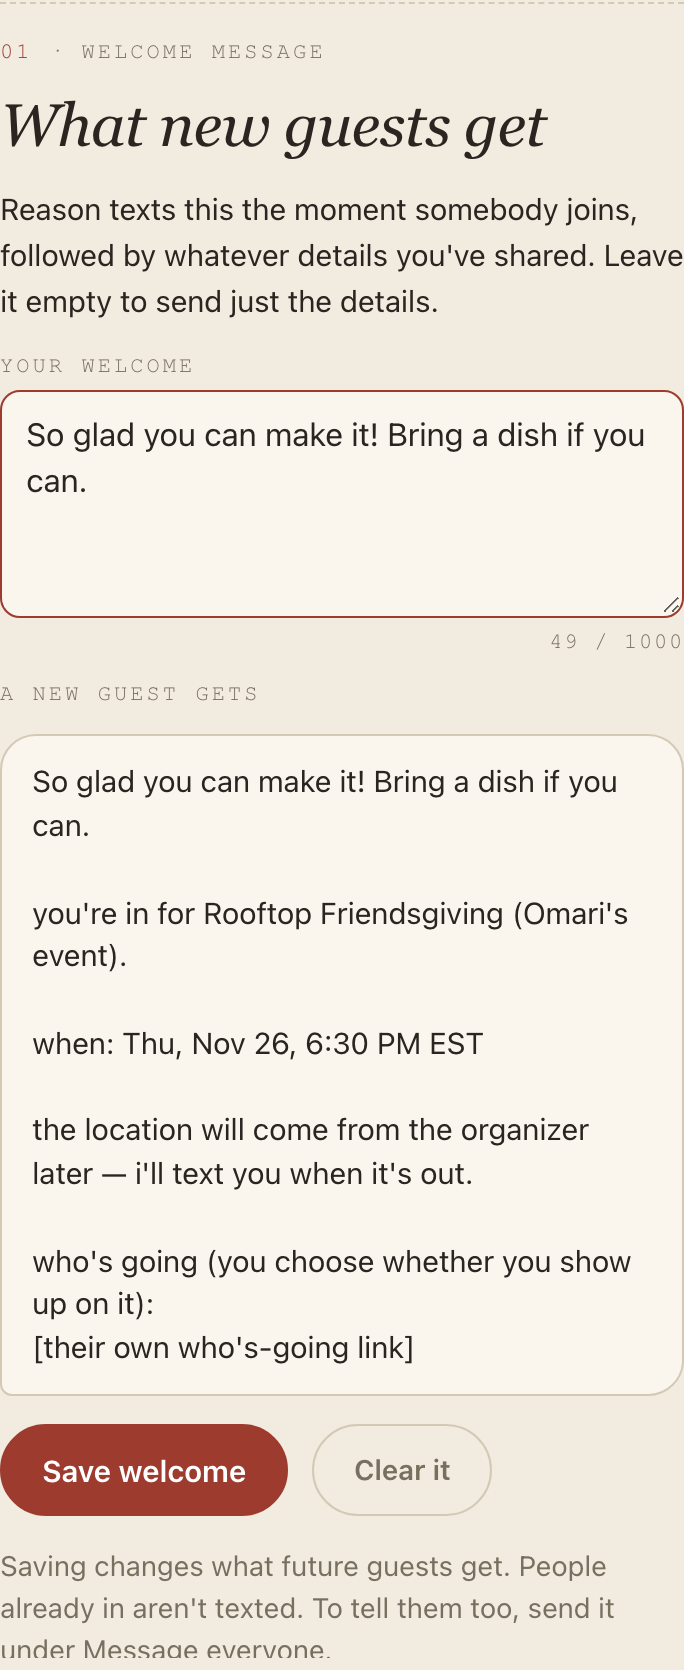 01 · WELCOME MESSAGE
What new guests get
Reason texts this the moment somebody joins,
followed by whatever details you've shared. Leave
it empty to send just the details.
YOUR WELCOME
So glad you can make it! Bring a dish if you
can.
49 / 1000
A NEW GUEST GETS
So glad you can make it! Bring a dish if you
can.
you're in for Rooftop Friendsgiving (Omari's
event).
when: Thu, Nov 26, 6:30 PM EST
the location will come from the organizer
later — i'll text you when it's out.
who's going (you choose whether you show
up on it):
[their own who's-going link]
Save welcome
Clear it
Saving changes what future guests get. People
already in aren't texted. To tell them too, send it
under Message everyone.